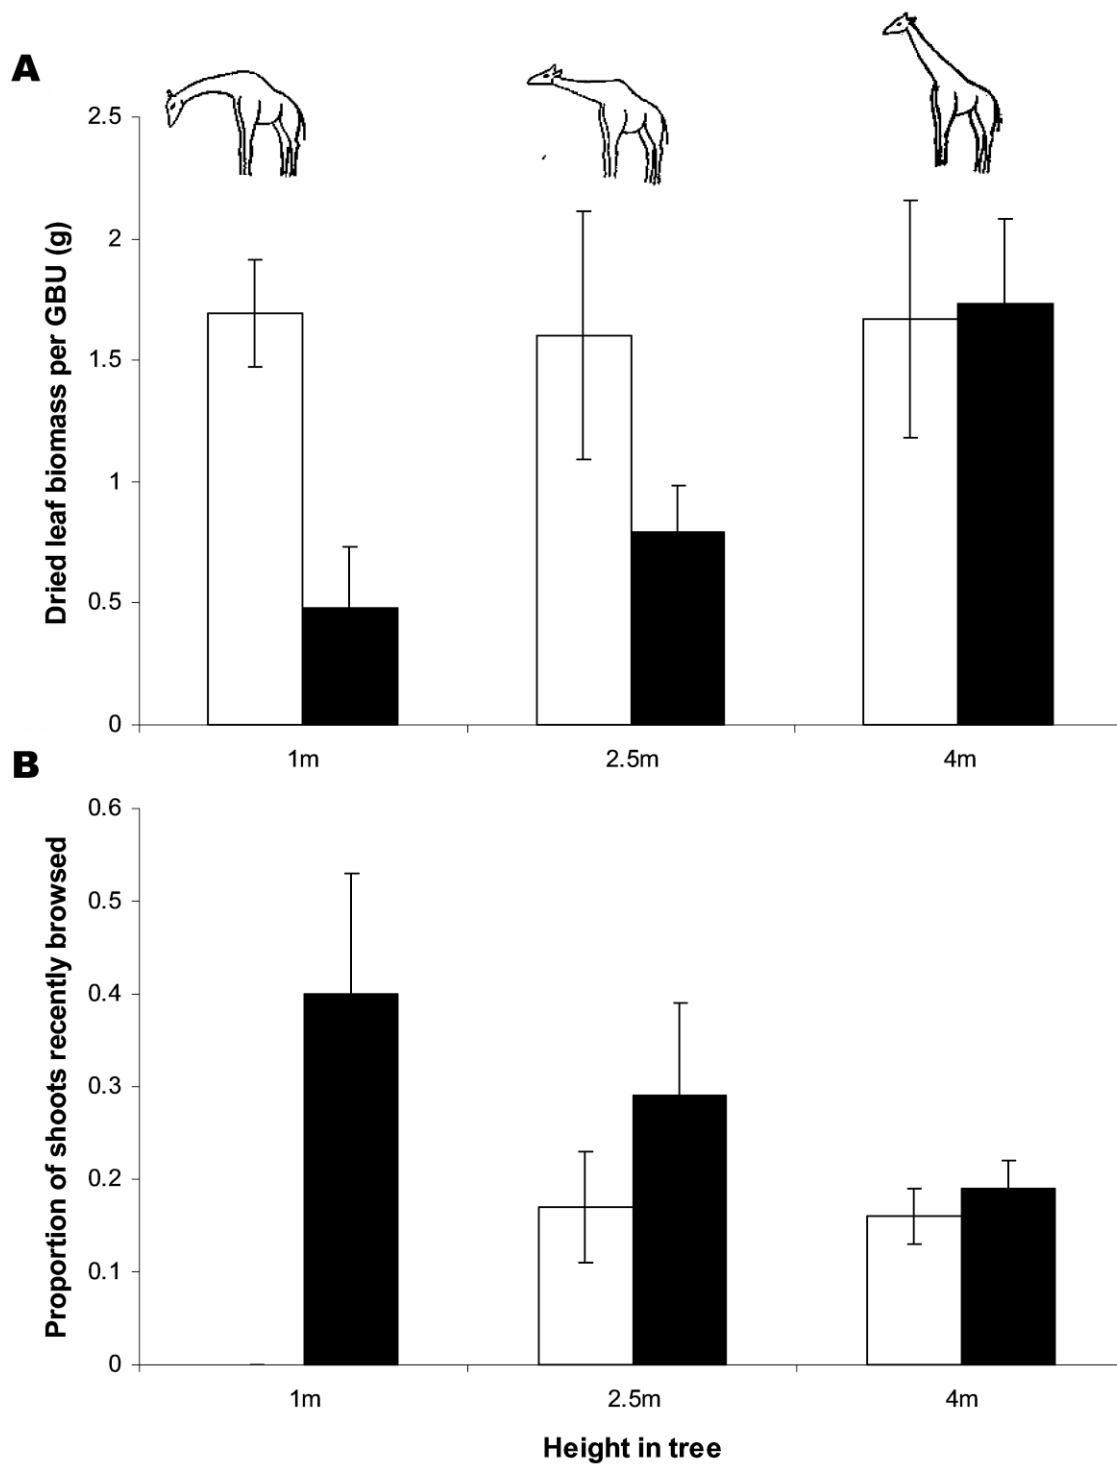 A
2.5
2
1.5
1
0.5
0
Dried leaf biomass per GBU (g)
1m 2.5m 4m
B
0.6
0.5
0.4
0.3
0.2
0.1
0
Proportion of shoots recently browsed
1m 2.5m 4m
Height in tree